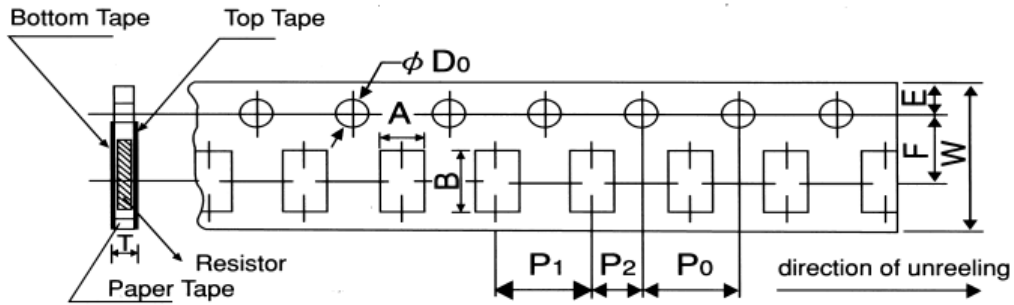 Bottom Tape
Top Tape
ϕ D0
A
B
E
F
W
T
Resistor
Paper Tape
P1
P2
P0
direction of unreeling